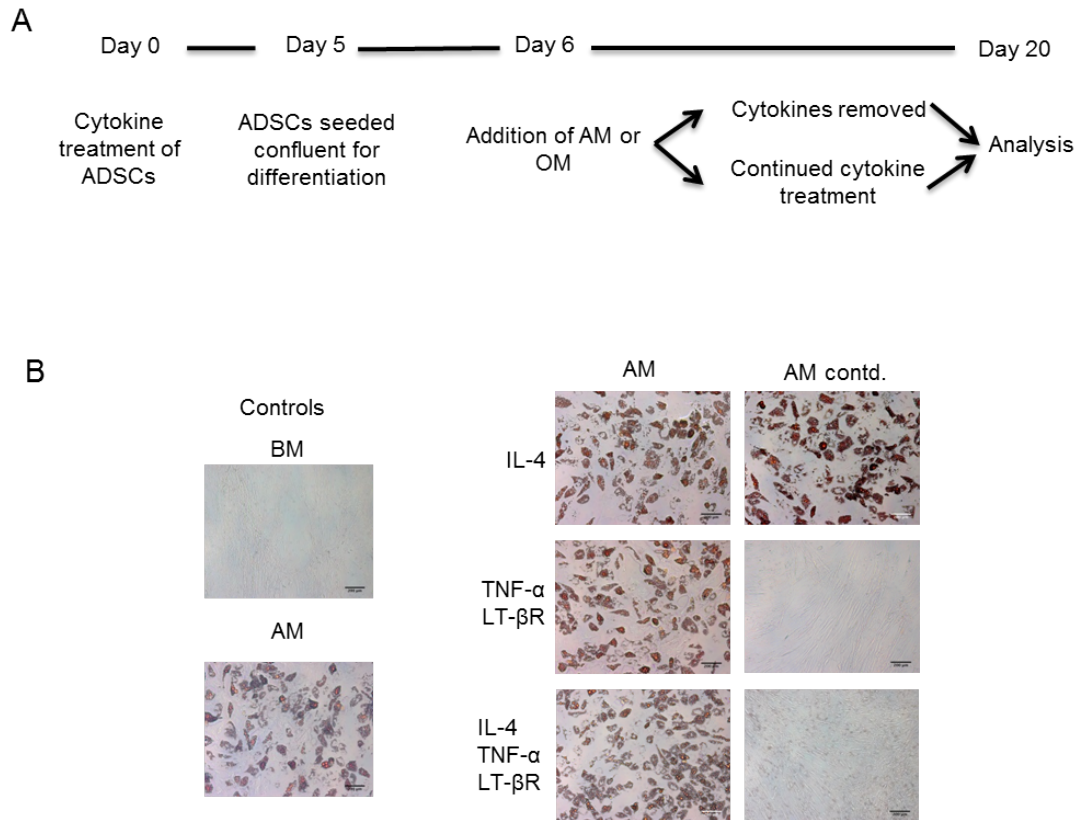 A
Day 0
Day 5
Day 6
Day 20
Cytokine
treatment of
ADSCs
ADSCs seeded
confluent for
differentiation
Addition of AM or
OM
Cytokines removed
Continued cytokine
treatment
Analysis
B
Controls
BM
AM
AM
AM contd.
IL-4
TNF-α
LT-βR
IL-4
TNF-α
LT-βR